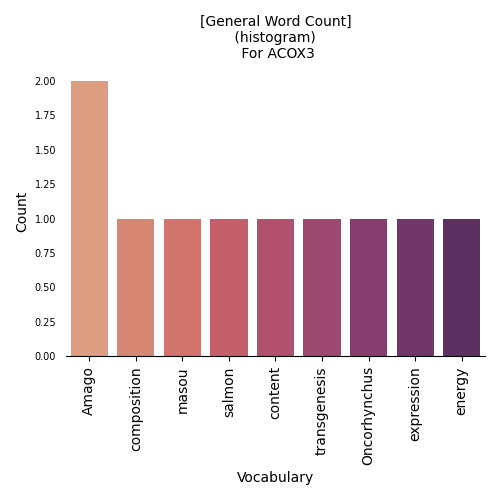 [General Word Count]
(histogram)
For ACOX3
2.00
1.75
1.50
1.25
1.00
0.75
0.50
0.25
0.00
Count
Amago
composition
masou
salmon
content
transgenesis
Oncorhynchus
expression
energy
Vocabulary